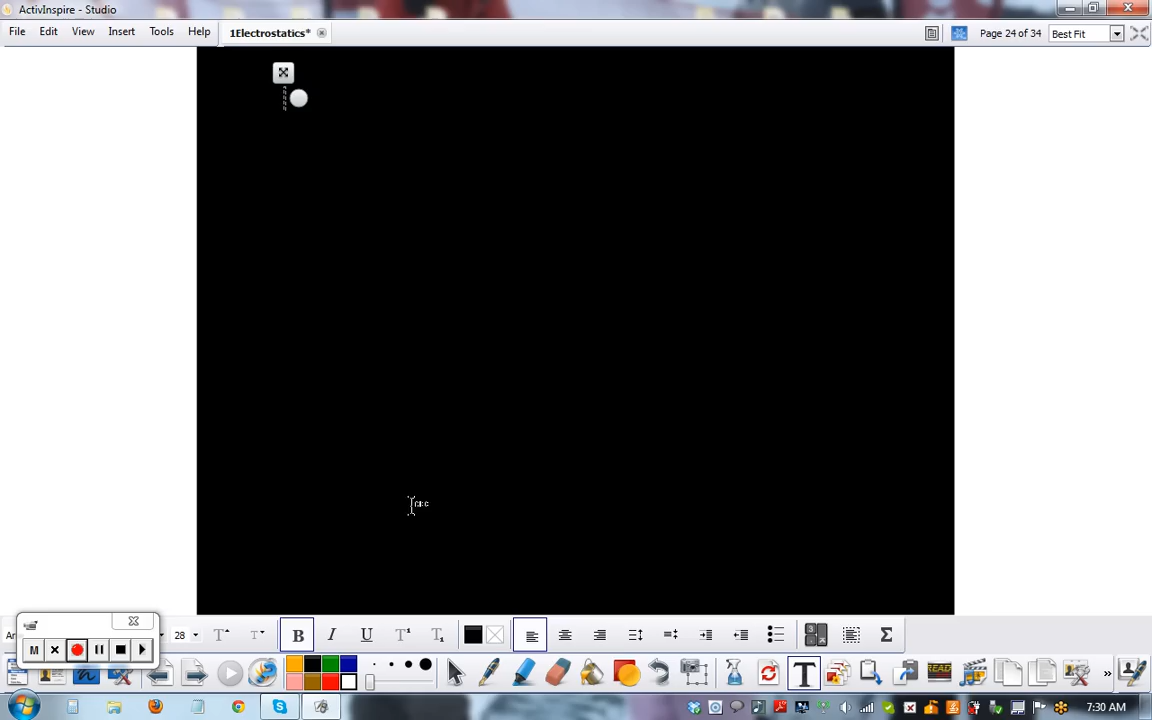 ActivInspire - Studio
File Edit View Insert Tools Help 1Electrostatics* Page 24 of 34 Best Fit
28 B I U T T Σ
M
READ T »
7:30 AM